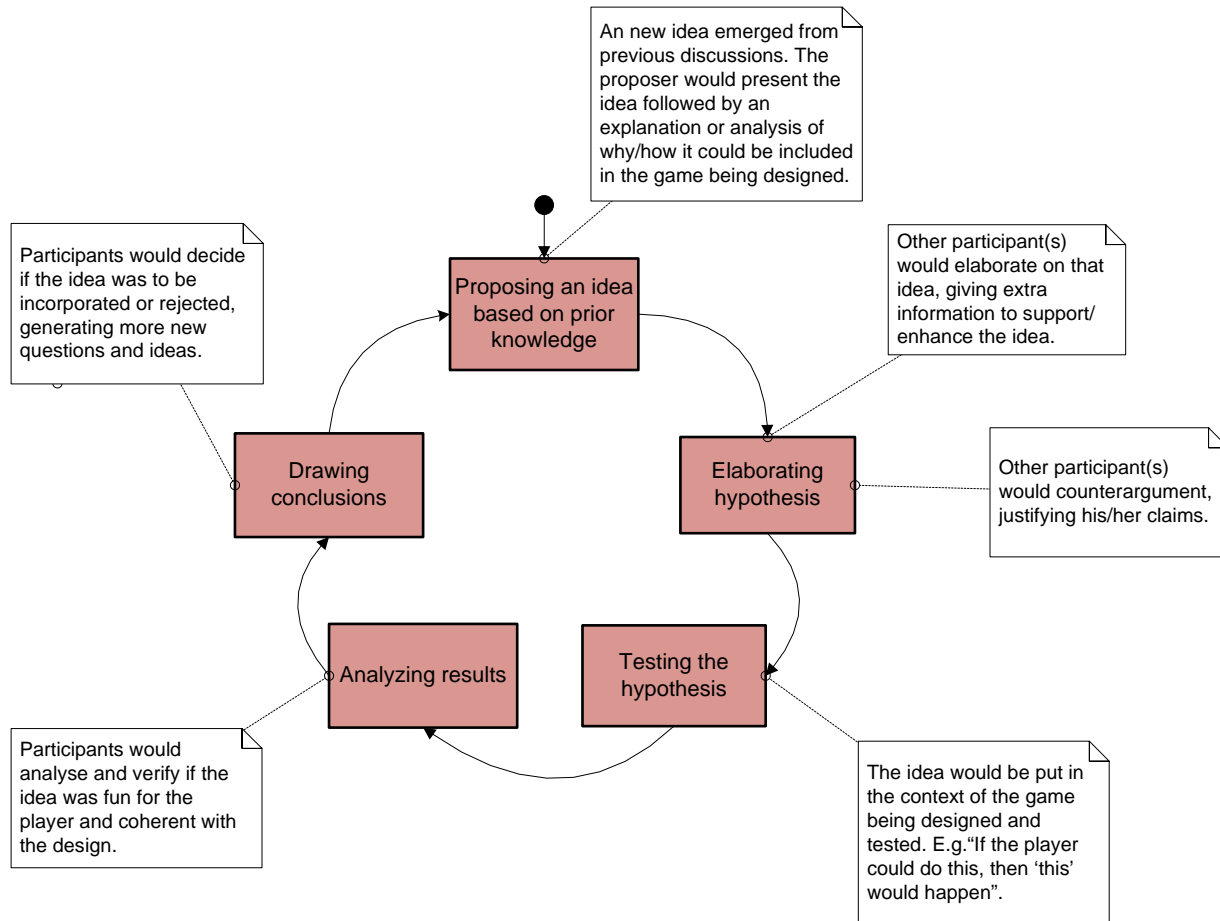 An new idea emerged from
previous discussions. The
proposer would present the
idea followed by an
explanation or analysis of
why/how it could be included
in the game being designed.
Participants would decide
if the idea was to be
incorporated or rejected,
generating more new
questions and ideas.
Proposing an idea
based on prior
knowledge
Other participant(s)
would elaborate on that
idea, giving extra
information to support/
enhance the idea.
Drawing
conclusions
Elaborating
hypothesis
Other participant(s)
would counterargument,
justifying his/her claims.
Analyzing results
Testing the
hypothesis
Participants would
analyse and verify if the
idea was fun for the
player and coherent with
the design.
The idea would be put in
the context of the game
being designed and
tested. E.g.“If the player
could do this, then ‘this’
would happen”.